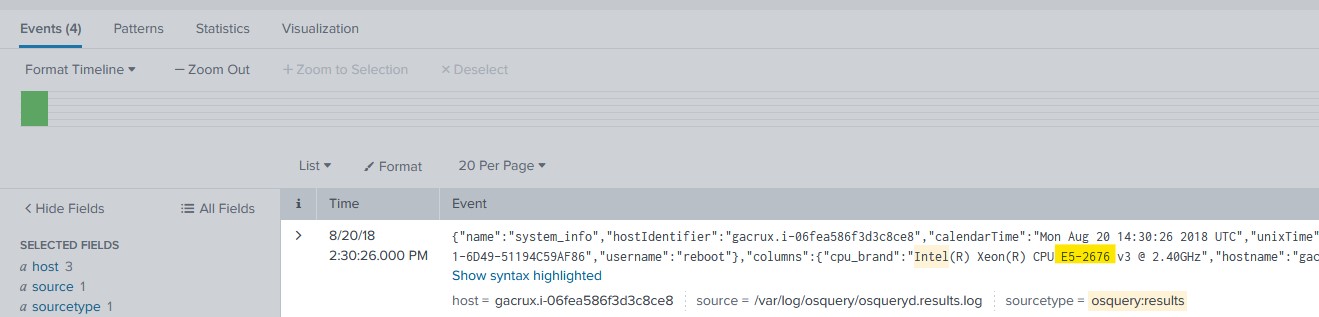 Events (4) Patterns Statistics Visualization
Format Timeline — Zoom Out + Zoom to Selection × Deselect
List Format 20 Per Page
< Hide Fields All Fields i Time Event
SELECTED FIELDS
a host 3
a source 1
a sourcetype 1
> 8/20/18 {"name":"system_info","hostIdentifier":"gacrux.i-06fea586f3d3c8ce8","calendarTime":"Mon Aug 20 14:30:26 2018 UTC","unixTime"
2:30:26.000 PM 1-6D49-51194C59AF86","username":"reboot"},"columns":{"cpu_brand":"Intel(R) Xeon(R) CPU E5-2676 v3 @ 2.40GHz","hostname":"gac
Show syntax highlighted
host = gacrux.i-06fea586f3d3c8ce8 source = /var/log/osquery/osqueryd.results.log sourcetype = osquery:results